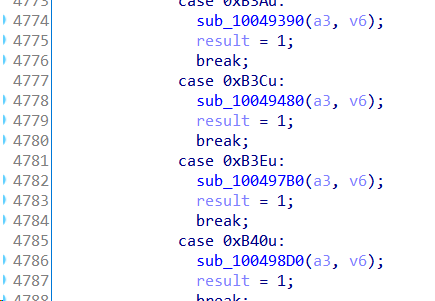 4773 case 0xB3Au:
4774 sub_10049390(a3, v6);
4775 result = 1;
4776 break;
4777 case 0xB3Cu:
4778 sub_10049480(a3, v6);
4779 result = 1;
4780 break;
4781 case 0xB3Eu:
4782 sub_100497B0(a3, v6);
4783 result = 1;
4784 break;
4785 case 0xB40u:
4786 sub_100498D0(a3, v6);
4787 result = 1;
4788 break;